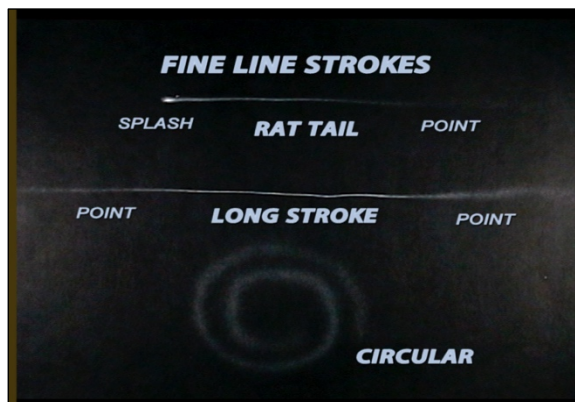 FINE LINE STROKES
SPLASH RAT TAIL POINT
POINT LONG STROKE POINT
CIRCULAR